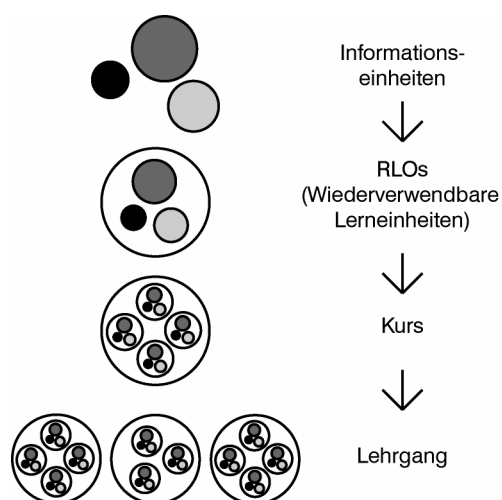 Informations-
einheiten
RLOs
(Wiederverwendbare
Lerneinheiten)
Kurs
Lehrgang